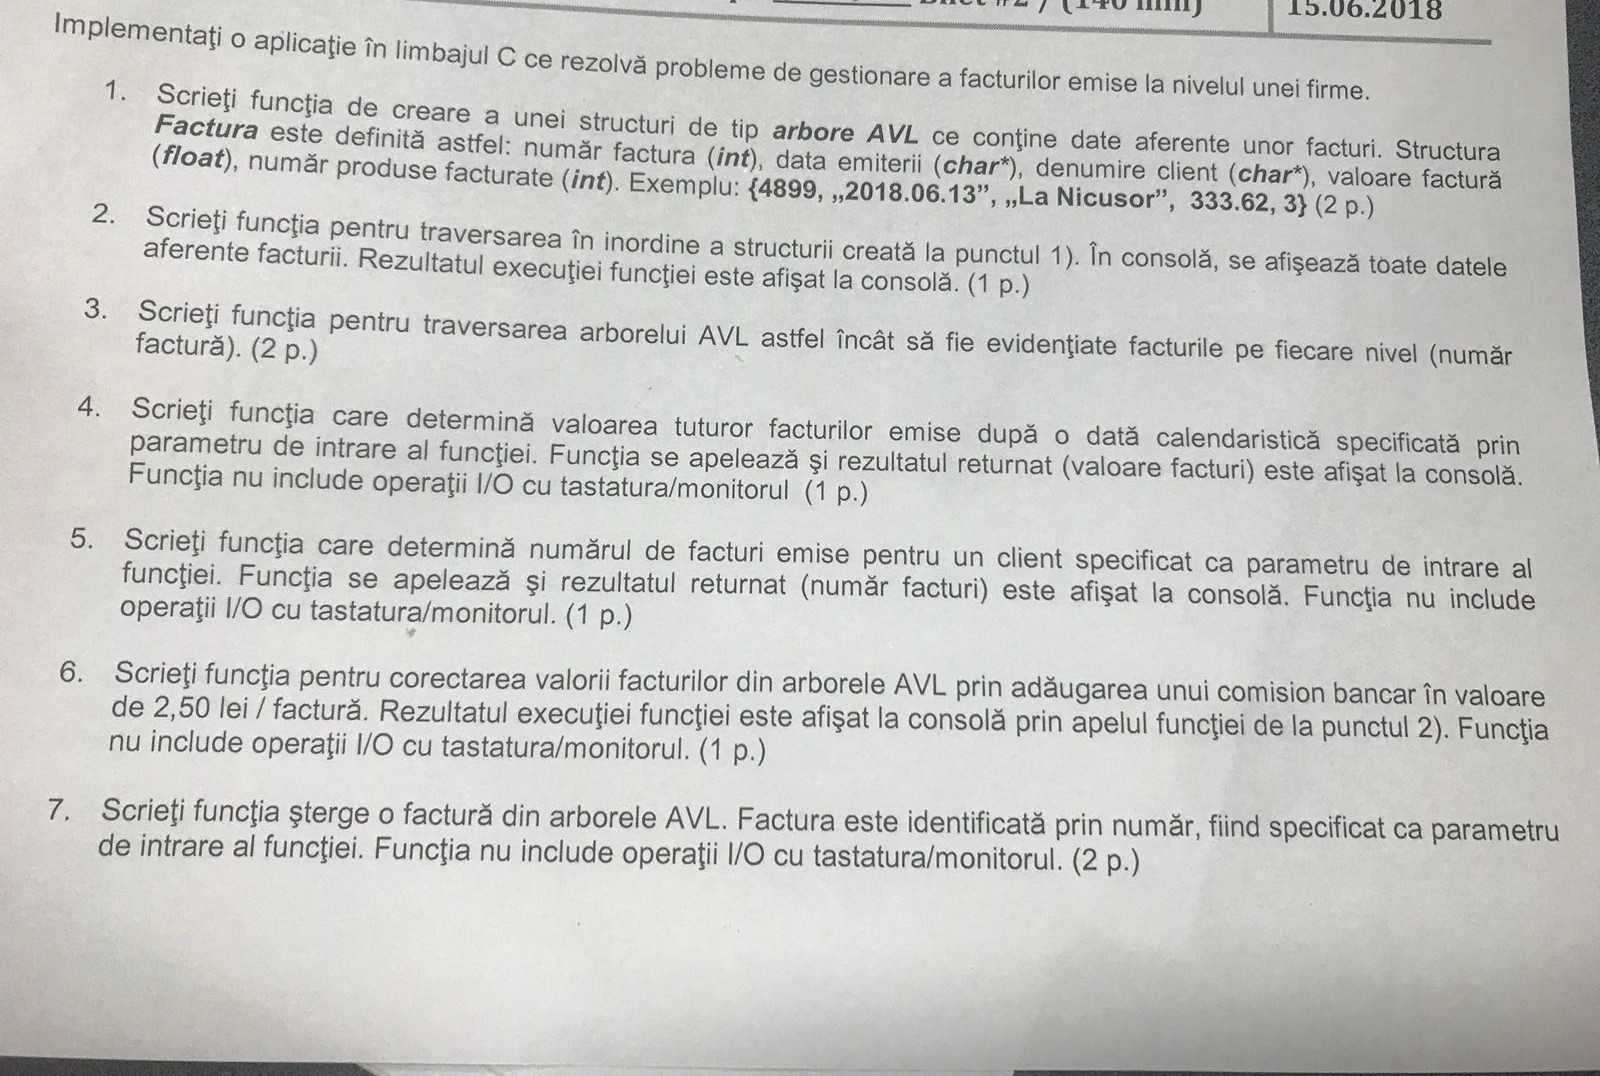 15.06.2018
Implementaţi o aplicaţie în limbajul C ce rezolvă probleme de gestionare a facturilor emise la nivelul unei firme.
1. Scrieţi funcţia de creare a unei structuri de tip arbore AVL ce conţine date aferente unor facturi. Structura
Factura este definită astfel: număr factura (int), data emiterii (char*), denumire client (char*), valoare factură
(float), număr produse facturate (int). Exemplu: {4899, „2018.06.13”, „La Nicusor”, 333.62, 3} (2 p.)
2. Scrieţi funcţia pentru traversarea în inordine a structurii creată la punctul 1). În consolă, se afişează toate datele
aferente facturii. Rezultatul execuţiei funcţiei este afişat la consolă. (1 p.)
3. Scrieţi funcţia pentru traversarea arborelui AVL astfel încât să fie evidenţiate facturile pe fiecare nivel (număr
factură). (2 p.)
4. Scrieţi funcţia care determină valoarea tuturor facturilor emise după o dată calendaristică specificată prin
parametru de intrare al funcţiei. Funcţia se apelează şi rezultatul returnat (valoare facturi) este afişat la consolă.
Funcţia nu include operaţii I/O cu tastatura/monitorul (1 p.)
5. Scrieţi funcţia care determină numărul de facturi emise pentru un client specificat ca parametru de intrare al
funcţiei. Funcţia se apelează şi rezultatul returnat (număr facturi) este afişat la consolă. Funcţia nu include
operaţii I/O cu tastatura/monitorul. (1 p.)
6. Scrieţi funcţia pentru corectarea valorii facturilor din arborele AVL prin adăugarea unui comision bancar în valoare
de 2,50 lei / factură. Rezultatul execuţiei funcţiei este afişat la consolă prin apelul funcţiei de la punctul 2). Funcţia
nu include operaţii I/O cu tastatura/monitorul. (1 p.)
7. Scrieţi funcţia şterge o factură din arborele AVL. Factura este identificată prin număr, fiind specificat ca parametru
de intrare al funcţiei. Funcţia nu include operaţii I/O cu tastatura/monitorul. (2 p.)